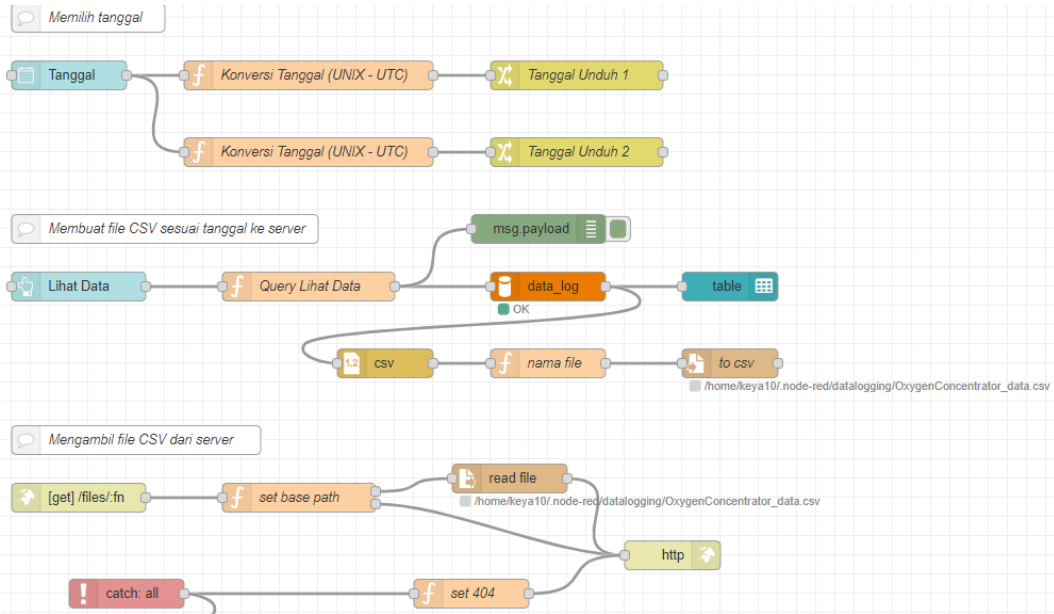 Memilih tanggal
Tanggal
Konversi Tanggal (UNIX - UTC)
Tanggal Unduh 1
Konversi Tanggal (UNIX - UTC)
Tanggal Unduh 2
Membuat file CSV sesuai tanggal ke server
msg.payload
Lihat Data
Query Lihat Data
data_log
table
OK
1,2
csv
nama file
to csv
/home/keya10/.node-red/datalogging/OxygenConcentrator_data.csv
Mengambil file CSV dari server
read file
[get] /files/:fn
set base path
/home/keya10/.node-red/datalogging/OxygenConcentrator_data.csv
http
catch: all
set 404